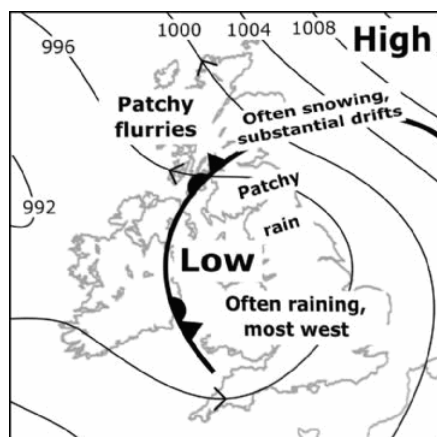 996
1000
1004
1008
High
Patchy
flurries
Often snowing,
substantial drifts
992
Patchy
rain
Low
Often raining,
most west